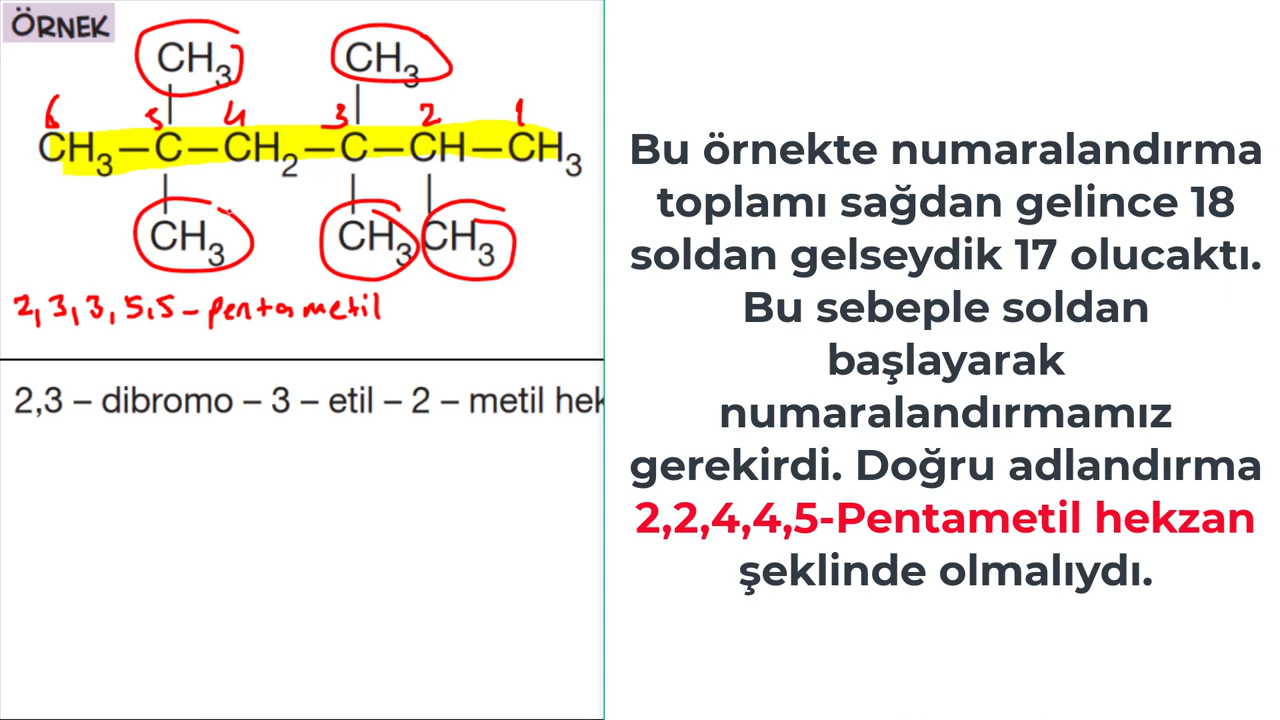 ÖRNEK
CH3 CH3
6 5 4 3 2 1
CH3 – C – CH2 – C – CH – CH3
CH3 CH3 CH3
2,3,3,5,5-pentametil
2,3 – dibromo – 3 – etil – 2 – metil hek
Bu örnekte numaralandırma
toplamı sağdan gelince 18
soldan gelseydik 17 olucaktı.
Bu sebeple soldan
başlayarak
numaralandırmamız
gerekirdi. Doğru adlandırma
2,2,4,4,5-Pentametil hekzan
şeklinde olmalıydı.